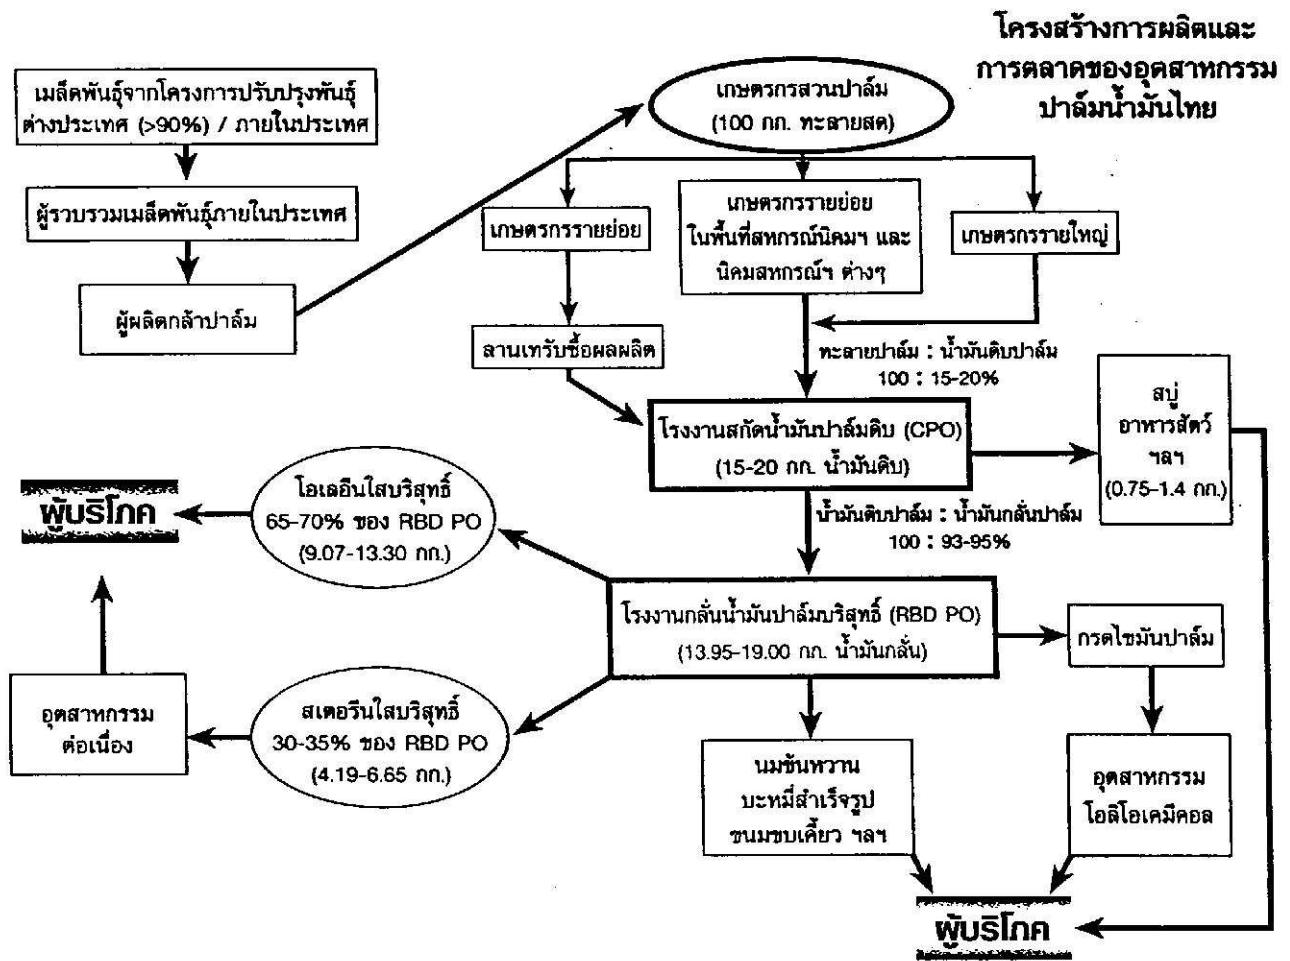 โครงสร้างการผลิตและ
การตลาดของอุตสาหกรรม
ปาล์มน้ำมันไทย
เมล็ดพันธุ์จากโครงการปรับปรุงพันธุ์
ต่างประเทศ (>90%) / ภายในประเทศ
ผู้รวบรวมเมล็ดพันธุ์ภายในประเทศ
ผู้ผลิตกล้าปาล์ม
เกษตรกรสวนปาล์ม
(100 กก. ทะลายสด)
เกษตรกรรายย่อย
เกษตรกรรายย่อย
ในพื้นที่สหกรณ์นิคมฯ และ
นิคมสหกรณ์ฯ ต่างๆ
เกษตรกรรายใหญ่
ลานเทรับซื้อผลผลิต
ทะลายปาล์ม : น้ำมันดิบปาล์ม
100 : 15-20%
โรงงานสกัดน้ำมันปาล์มดิบ (CPO)
(15-20 กก. น้ำมันดิบ)
สบู่
อาหารสัตว์
ฯลฯ
(0.75-1.4 กก.)
น้ำมันดิบปาล์ม : น้ำมันกลั่นปาล์ม
100 : 93-95%
โอเลอีนใสบริสุทธิ์
65-70% ของ RBD PO
(9.07-13.30 กก.)
ผู้บริโภค
โรงงานกลั่นน้ำมันปาล์มบริสุทธิ์ (RBD PO)
(13.95-19.00 กก. น้ำมันกลั่น)
กรดไขมันปาล์ม
สเตอรีนใสบริสุทธิ์
30-35% ของ RBD PO
(4.19-6.65 กก.)
อุตสาหกรรม
ต่อเนื่อง
นมข้นหวาน
บะหมี่สำเร็จรูป
ขนมขบเคี้ยว ฯลฯ
อุตสาหกรรม
โอลิโอเคมีคอล
ผู้บริโภค